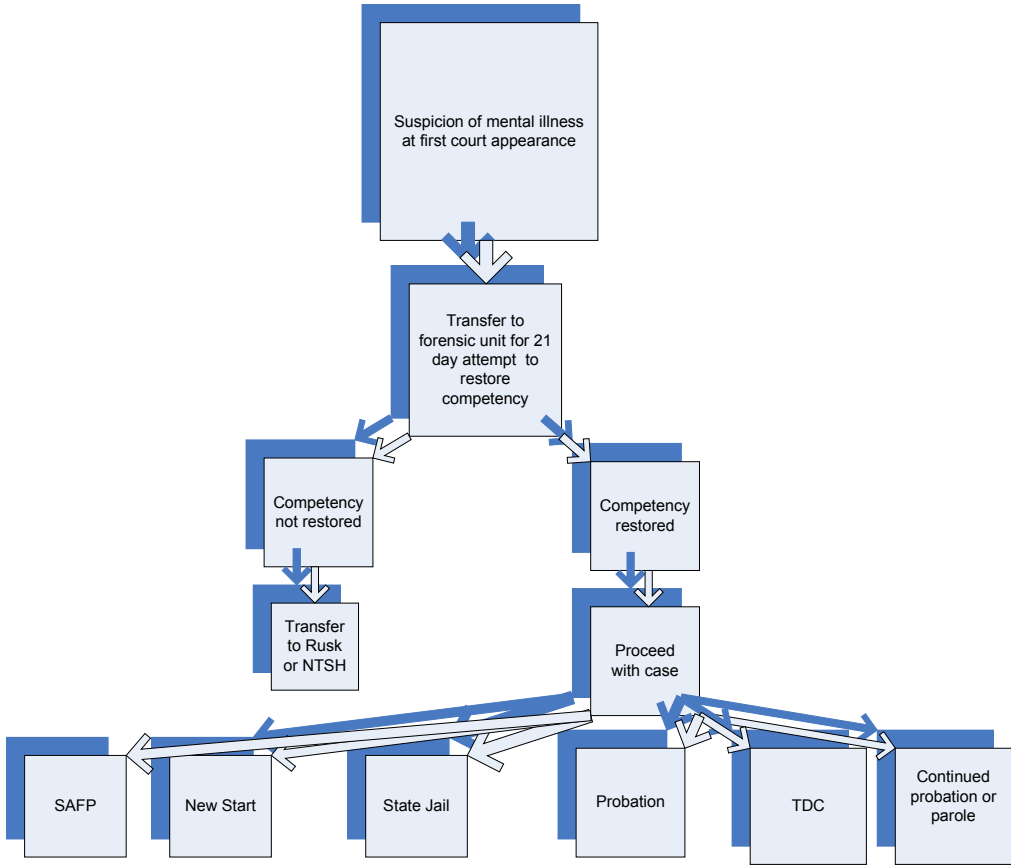 Suspicion of mental illness
at first court appearance
Transfer to
forensic unit for 21
day attempt to
restore
competency
Competency
not restored
Competency
restored
Transfer
to Rusk
or NTSH
Proceed
with case
SAFP
New Start
State Jail
Probation
TDC
Continued
probation or
parole